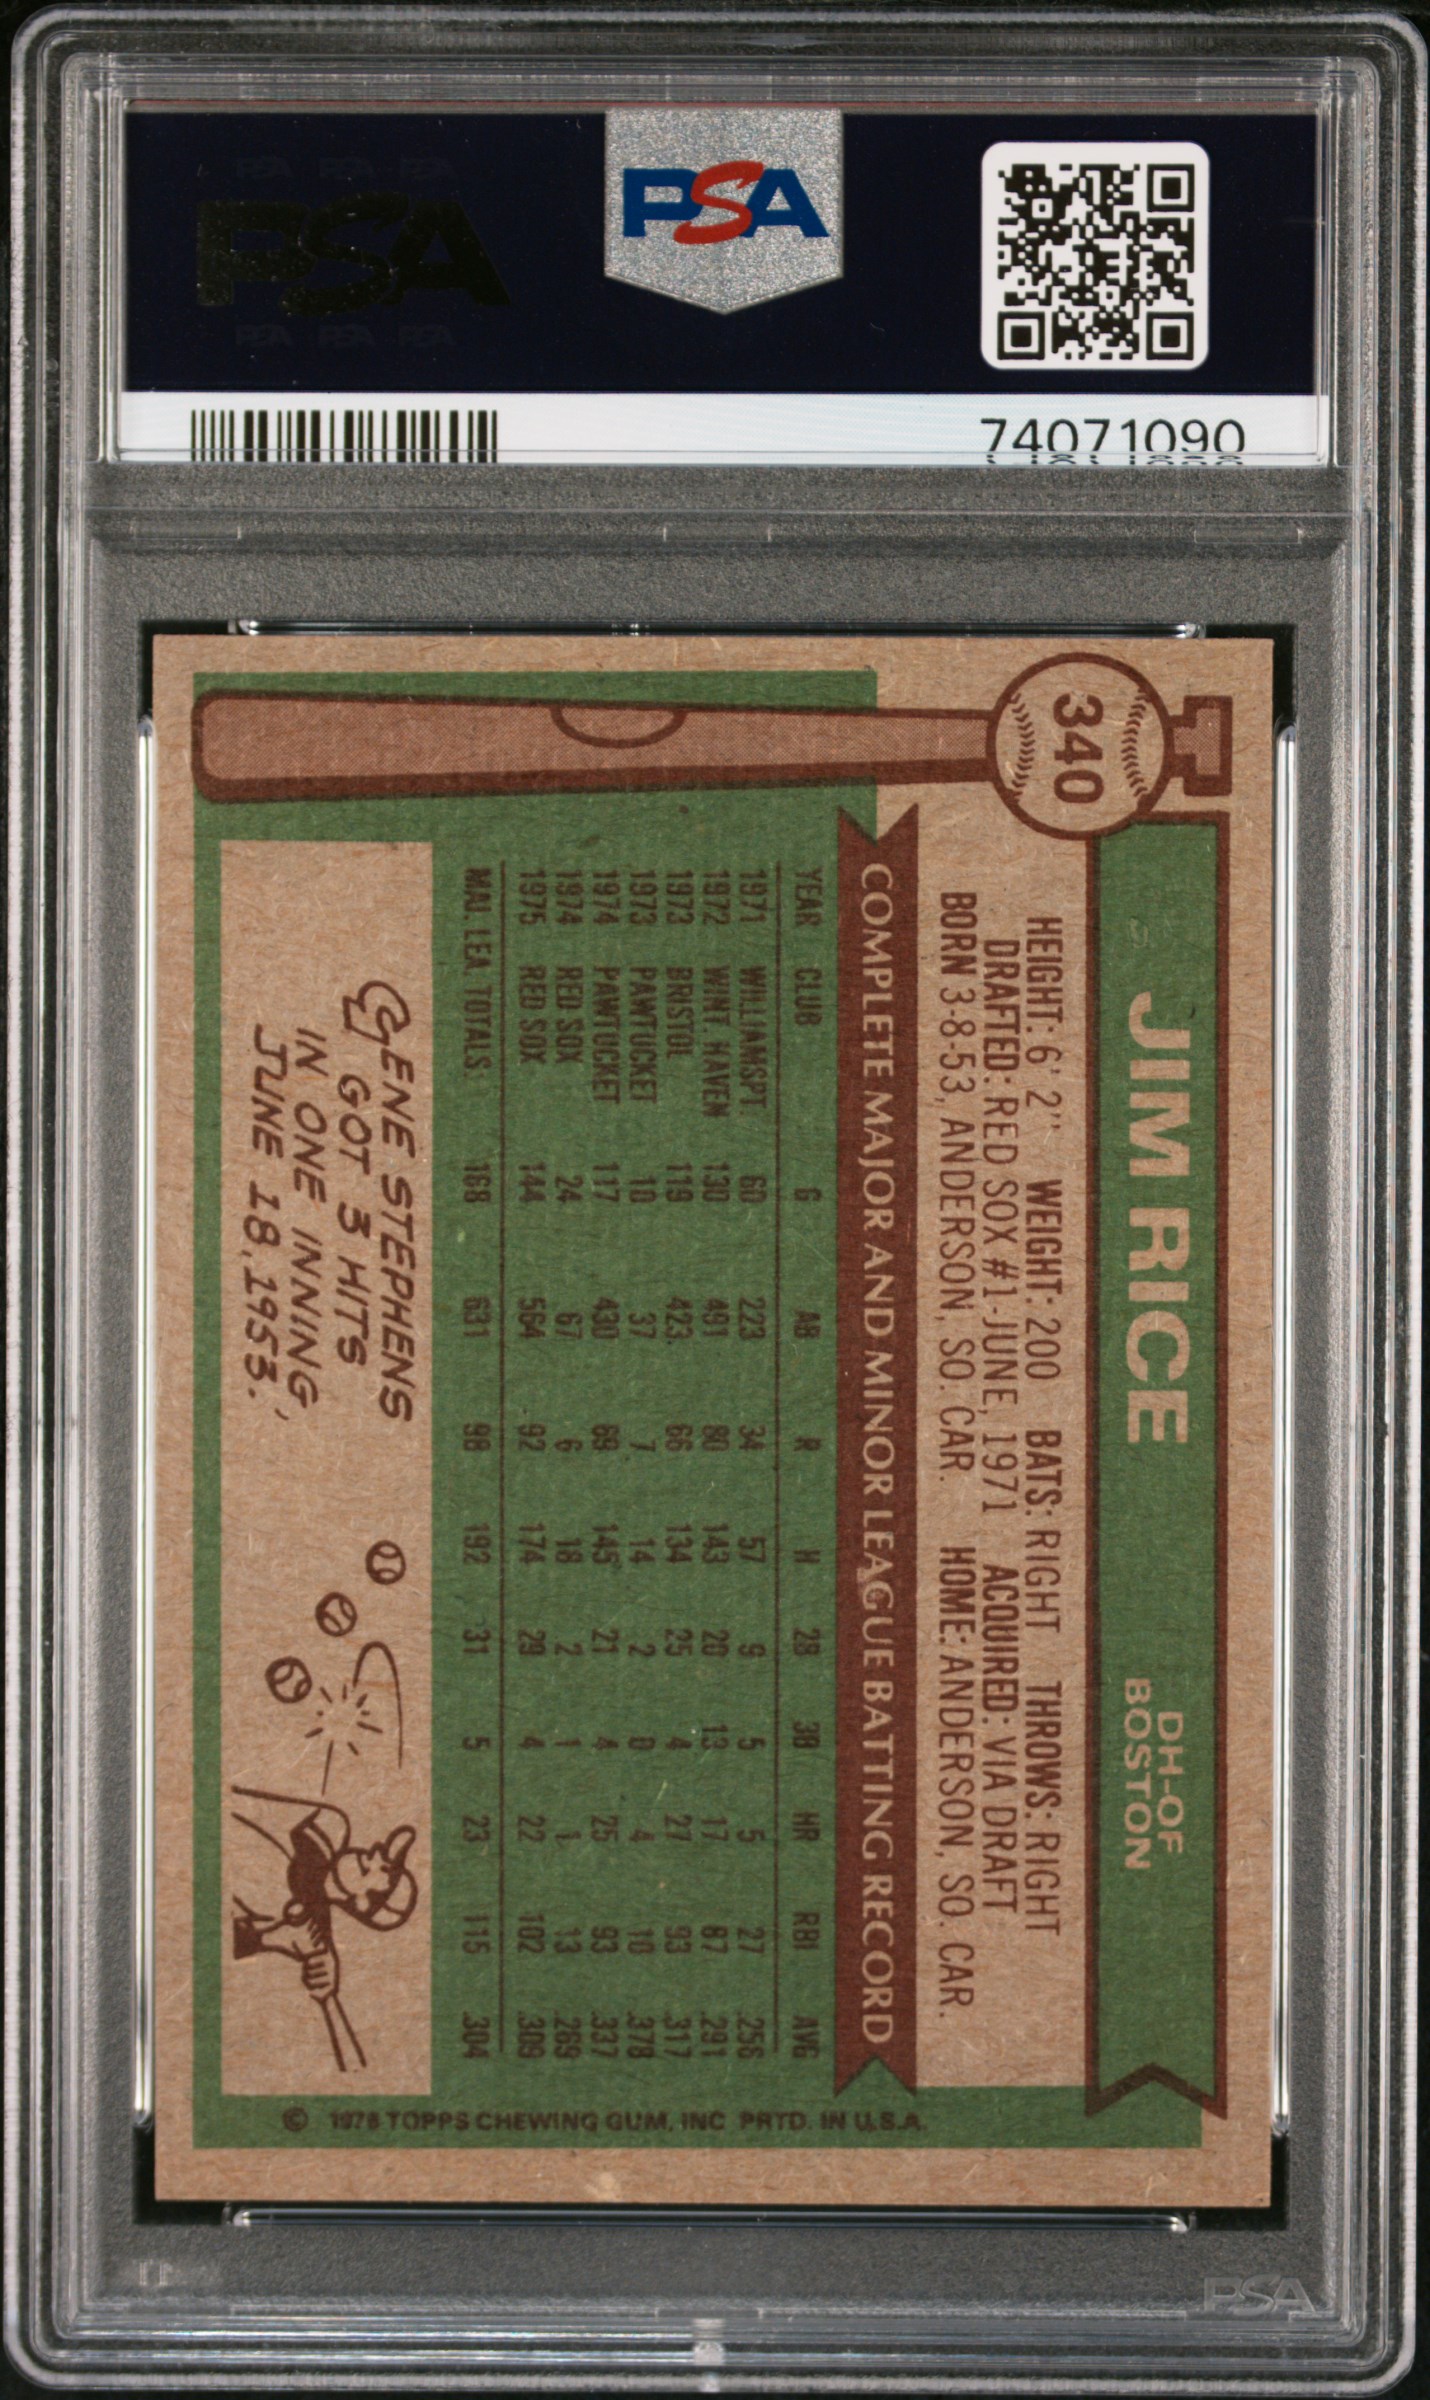 PSA
PSA PSA PSA
PSA
PSA PSA PSA
74071090
340
JIM RICE
DH-OF
BOSTON
HEIGHT: 6' 2" WEIGHT: 200 BATS: RIGHT THROWS: RIGHT
DRAFTED: RED SOX #1-JUNE, 1971 ACQUIRED: VIA DRAFT
BORN 3-8-53, ANDERSON, SO. CAR. HOME: ANDERSON, SO. CAR.
COMPLETE MAJOR AND MINOR LEAGUE BATTING RECORD
YEAR CLUB G AB R H 2B 3B HR RBI AVG
1971 WILLIAMSPT. 60 223 34 57 9 5 5 27 .256
1972 WINT. HAVEN 130 491 80 143 20 13 17 87 .291
1973 BRISTOL 119 423 66 134 25 4 27 93 .317
1973 PAWTUCKET 10 37 7 14 2 0 4 10 .378
1974 PAWTUCKET 117 430 69 145 21 4 25 93 .337
1974 RED SOX 24 67 6 18 2 1 1 13 .269
1975 RED SOX 144 564 92 174 29 4 22 102 .309
MAJ. LEA. TOTALS 168 631 98 192 31 5 23 115 .304
GENE STEPHENS
GOT 3 HITS
IN ONE INNING,
JUNE 18, 1953.
© 1976 TOPPS CHEWING GUM, INC PRTD. IN U.S.A.
PSA